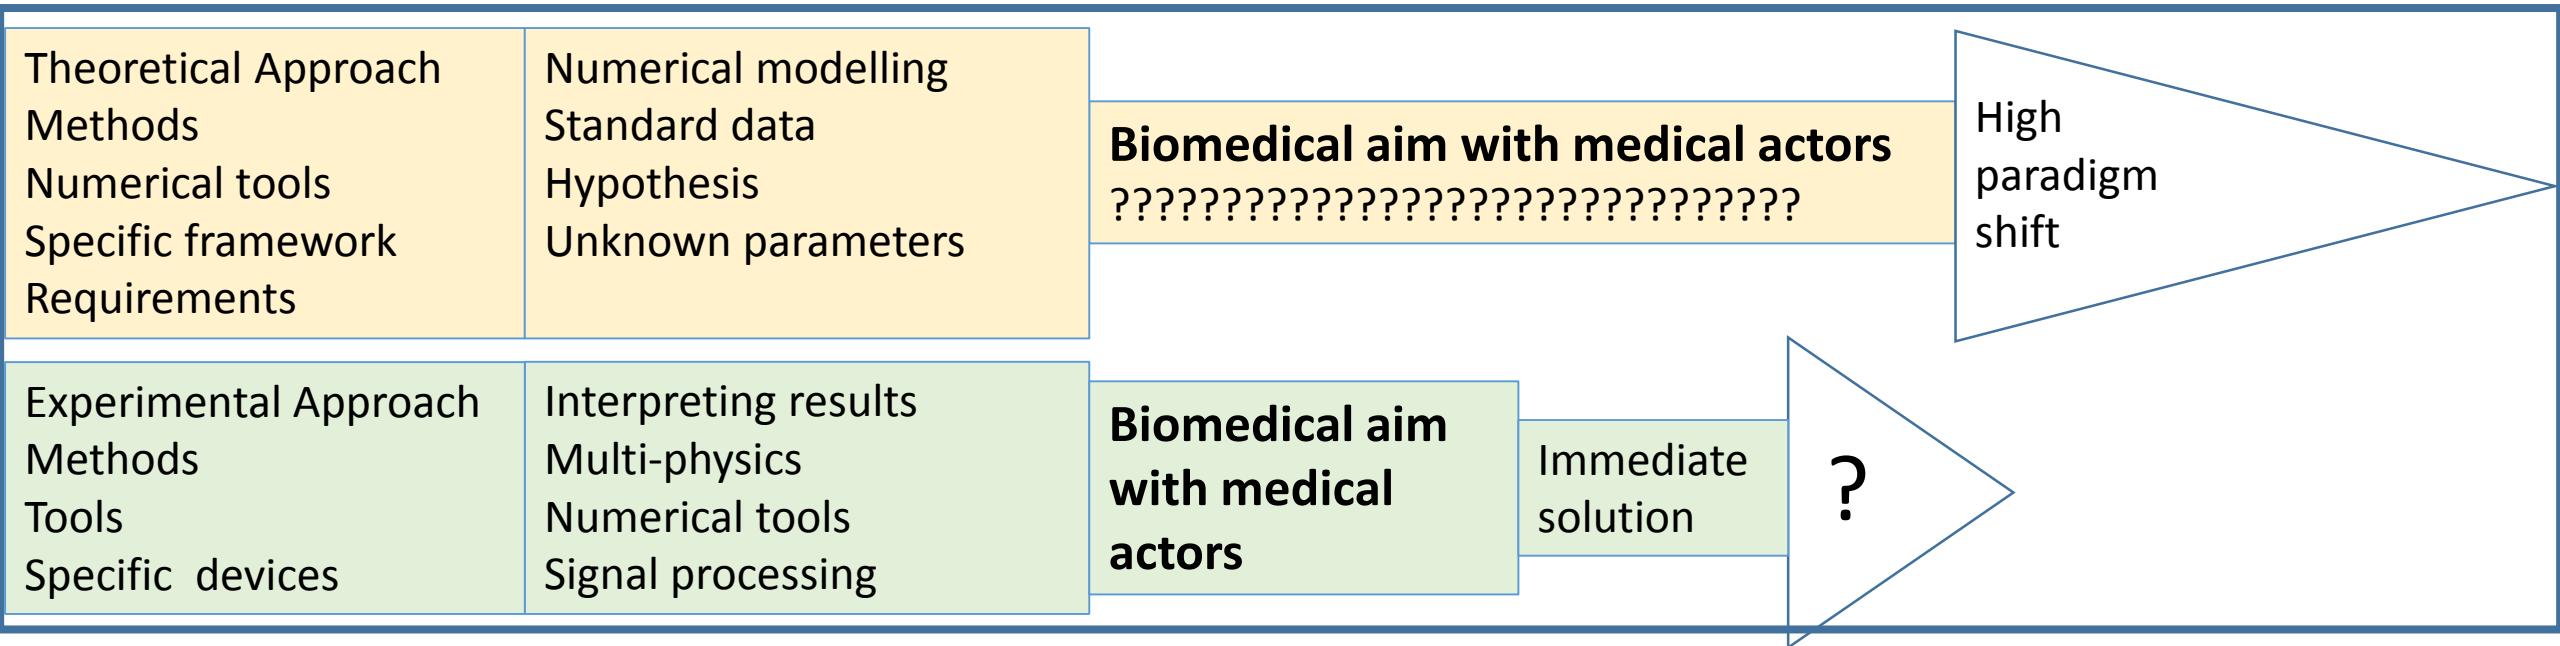 Theoretical Approach
Methods
Numerical tools
Specific framework
Requirements
Numerical modelling
Standard data
Hypothesis
Unknown parameters
Biomedical aim with medical actors
???????????????????????????????
High
paradigm
shift
Experimental Approach
Methods
Tools
Specific  devices
Interpreting results
Multi-physics
Numerical tools
Signal processing
Biomedical aim
with medical
actors
Immediate
solution
?